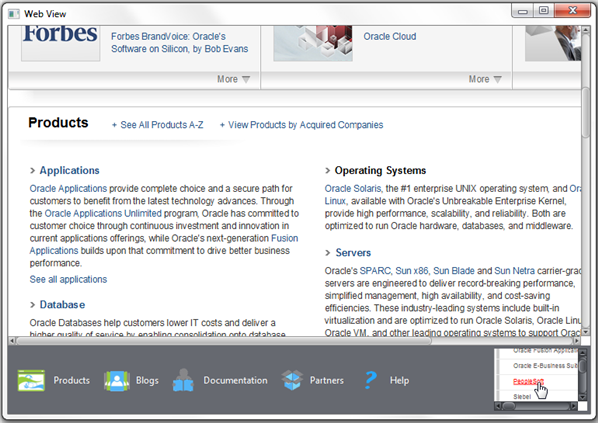 Web View
Forbes
Forbes BrandVoice: Oracle's
Software on Silicon, by Bob Evans
Oracle Cloud
More
More
Products
+ See All Products A-Z
+ View Products by Acquired Companies
Applications
Oracle Applications provide complete choice and a secure path for
customers to benefit from the latest technology advances. Through
the Oracle Applications Unlimited program, Oracle has committed to
customer choice through continuous investment and innovation in
current applications offerings, while Oracle's next-generation Fusion
Applications builds upon that commitment to drive better business
performance.
See all applications
Database
Oracle Databases help customers lower IT costs and deliver a
higher quality of service by enabling consolidation onto database
Operating Systems
Oracle Solaris, the #1 enterprise UNIX operating system, and Ora
Linux, available with Oracle's Unbreakable Enterprise Kernel,
provide high performance, scalability, and reliability. Both are
optimized to run Oracle hardware, databases, and middleware.
Servers
Oracle's SPARC, Sun x86, Sun Blade and Sun Netra carrier-grad
servers are engineered to deliver record-breaking performance,
simplified management, high availability, and cost-saving
efficiencies. These industry-leading systems include built-in
virtualization and are optimized to run Oracle Solaris, Oracle Linu
Oracle VM, and other leading operating systems to support Orac
Products
Blogs
Documentation
Partners
? Help
Oracle Fusion Applicat
Oracle E-Business Suit
PeopleSoft
Siebel